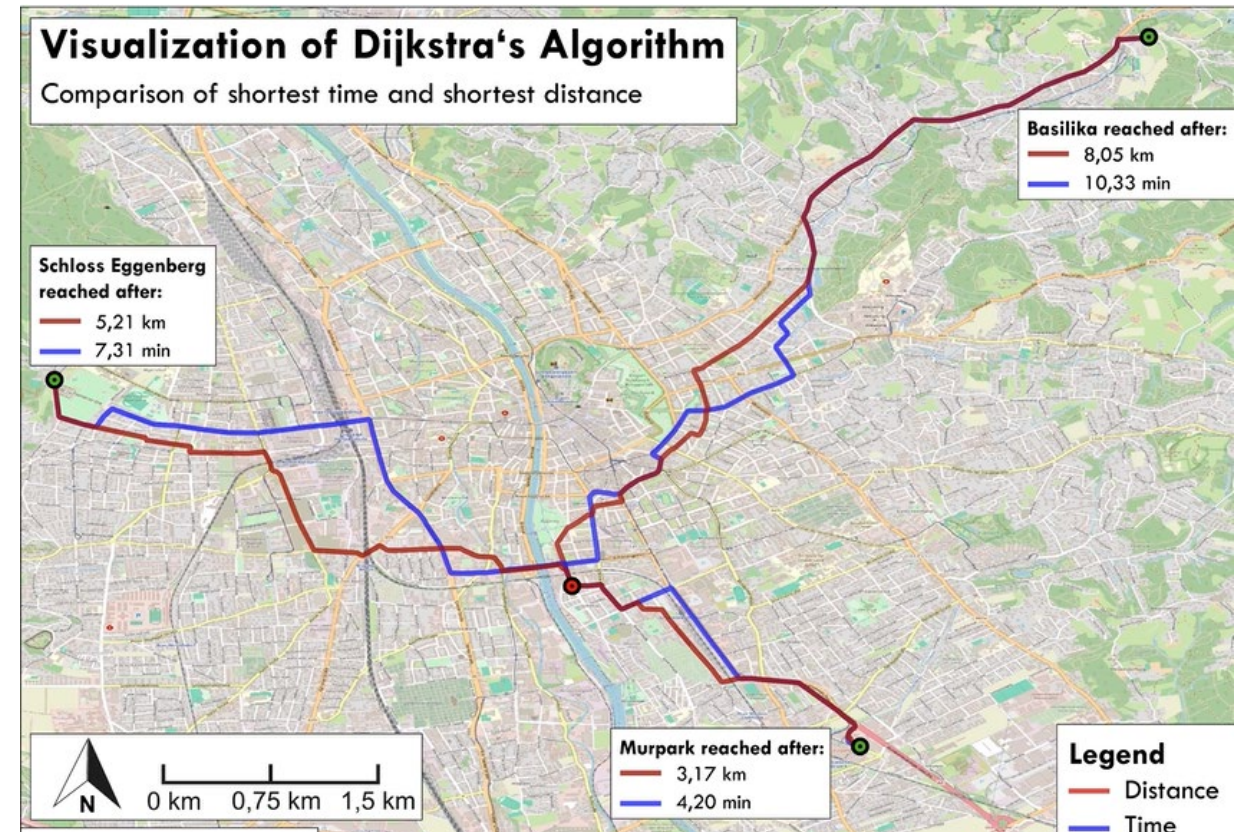 Visualization of Dijkstra‘s Algorithm
Comparison of shortest time and shortest distance
Basilika reached after:
8,05 km
10,33 min
Schloss Eggenberg
reached after:
5,21 km
7,31 min
Murpark reached after:
3,17 km
4,20 min
N
0 km 0,75 km 1,5 km
Legend
Distance
Time